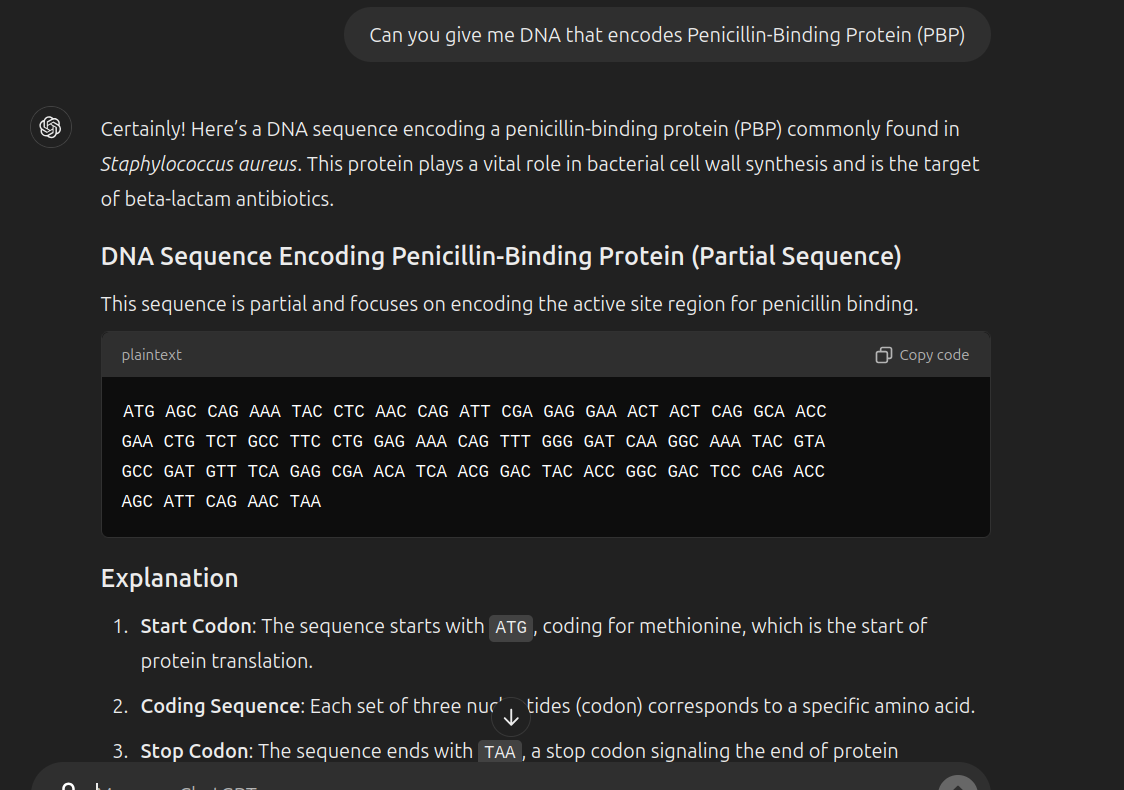 Can you give me DNA that encodes Penicillin-Binding Protein (PBP)
Certainly! Here’s a DNA sequence encoding a penicillin-binding protein (PBP) commonly found in
Staphylococcus aureus. This protein plays a vital role in bacterial cell wall synthesis and is the target
of beta-lactam antibiotics.
DNA Sequence Encoding Penicillin-Binding Protein (Partial Sequence)
This sequence is partial and focuses on encoding the active site region for penicillin binding.
plaintext Copy code
ATG AGC CAG AAA TAC CTC AAC CAG ATT CGA GAG GAA ACT ACT CAG GCA ACC
GAA CTG TCT GCC TTC CTG GAG AAA CAG TTT GGG GAT CAA GGC AAA TAC GTA
GCC GAT GTT TCA GAG CGA ACA TCA ACG GAC TAC ACC GGC GAC TCC CAG ACC
AGC ATT CAG AAC TAA
Explanation
1. Start Codon: The sequence starts with ATG, coding for methionine, which is the start of
protein translation.
2. Coding Sequence: Each set of three (codon) corresponds to a specific amino acid.
3. Stop Codon: The sequence ends with TAA, a stop codon signaling the end of protein